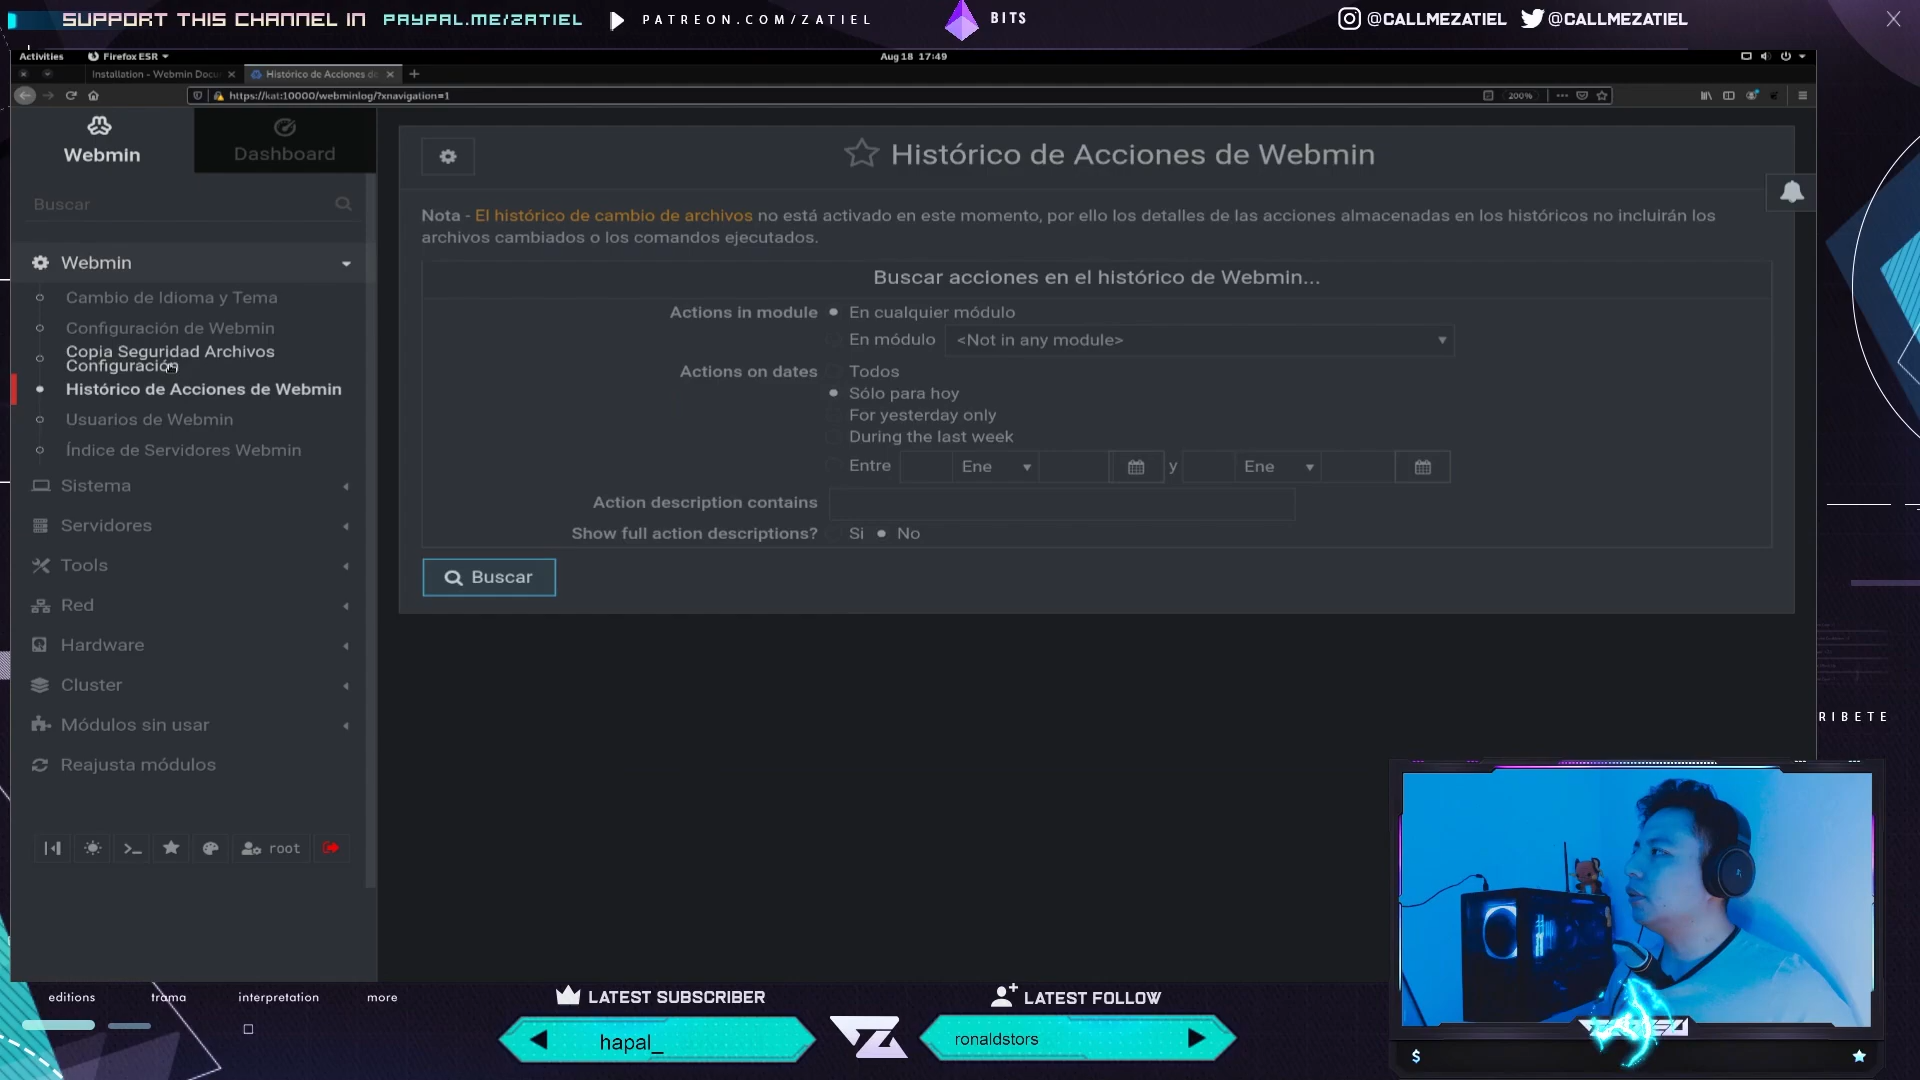 SUPPORT THIS CHANNEL IN PAYPAL.ME/ZATIEL PATREON.COM/ZATIEL BITS @CALLMEZATIEL @CALLMEZATIEL
Activities Firefox ESR Aug 18 17:49
Installation - Webmin Docu Histórico de Acciones de
https://kat:10000/webminlog/?xnavigation=1 200%
Webmin
Dashboard
Buscar
Webmin
Cambio de Idioma y Tema
Configuración de Webmin
Copia Seguridad Archivos
Configuración
Histórico de Acciones de Webmin
Usuarios de Webmin
Índice de Servidores Webmin
Sistema
Servidores
Tools
Red
Hardware
Cluster
Módulos sin usar
Reajusta módulos
root
Histórico de Acciones de Webmin
Nota - El histórico de cambio de archivos no está activado en este momento, por ello los detalles de las acciones almacenadas en los históricos no incluirán los
archivos cambiados o los comandos ejecutados.
Buscar acciones en el histórico de Webmin...
Actions in module En cualquier módulo
En módulo <Not in any module>
Actions on dates Todos
Sólo para hoy
For yesterday only
During the last week
Entre Ene y Ene
Action description contains
Show full action descriptions? Si No
Buscar
RIBETE
editions trama interpretation more
LATEST SUBSCRIBER
hapal_
LATEST FOLLOW
ronaldstors
$